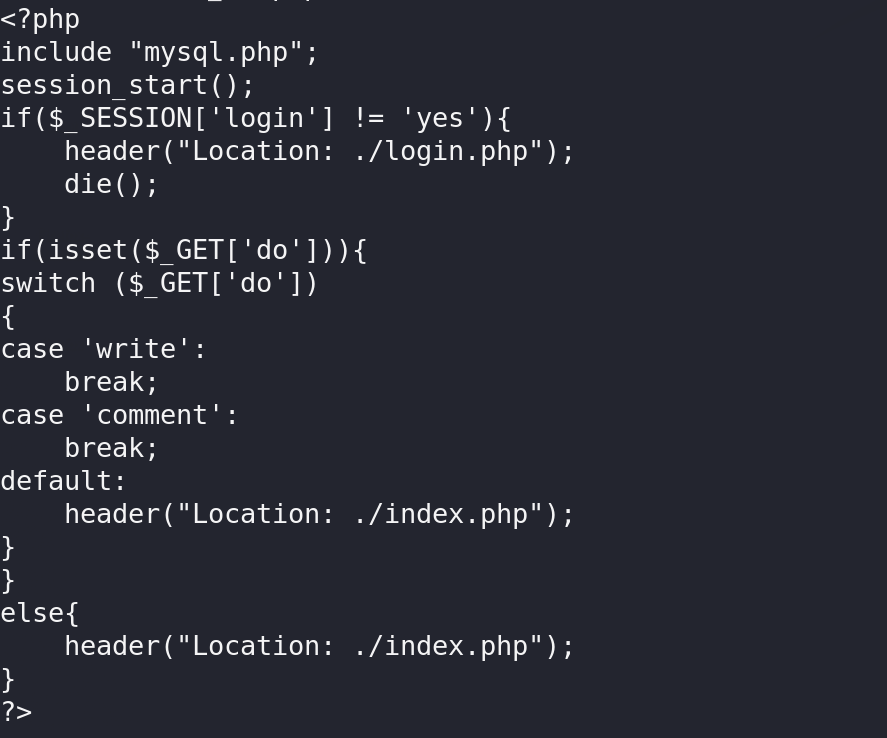 <?php
include "mysql.php";
session_start();
if($_SESSION['login'] != 'yes'){
    header("Location: ./login.php");
    die();
}
if(isset($_GET['do'])){
switch ($_GET['do'])
{
case 'write':
    break;
case 'comment':
    break;
default:
    header("Location: ./index.php");
}
}
else{
    header("Location: ./index.php");
}
?>